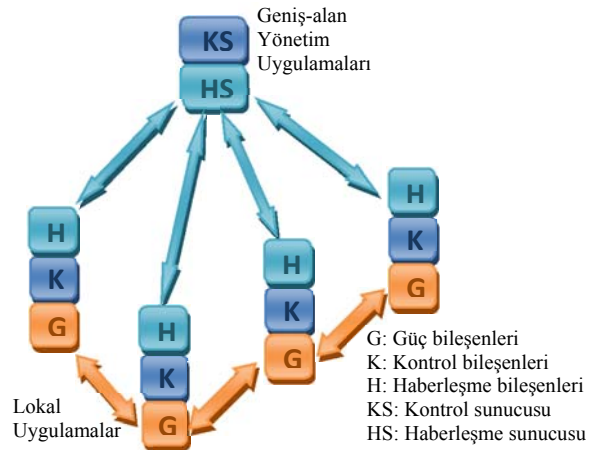 KS
HS
Geniş-alan
Yönetim
Uygulamaları
H
K
G
H
K
G
H
K
G
H
K
G
Lokal
Uygulamalar
G: Güç bileşenleri
K: Kontrol bileşenleri
H: Haberleşme bileşenleri
KS: Kontrol sunucusu
HS: Haberleşme sunucusu